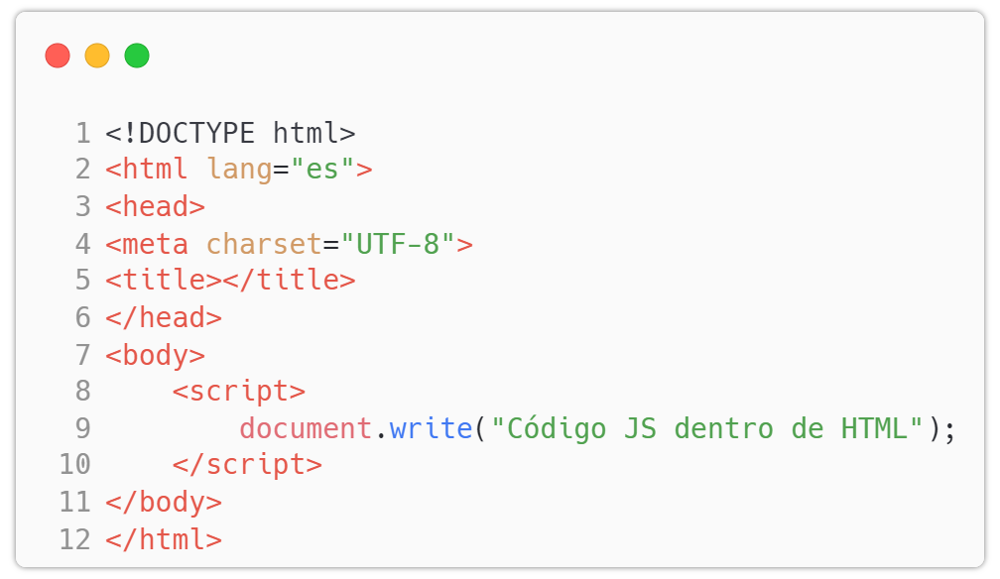 1 <!DOCTYPE html>
2 <html lang="es">
3 <head>
4 <meta charset="UTF-8">
5 <title></title>
6 </head>
7 <body>
8     <script>
9         document.write("Código JS dentro de HTML");
10     </script>
11 </body>
12 </html>